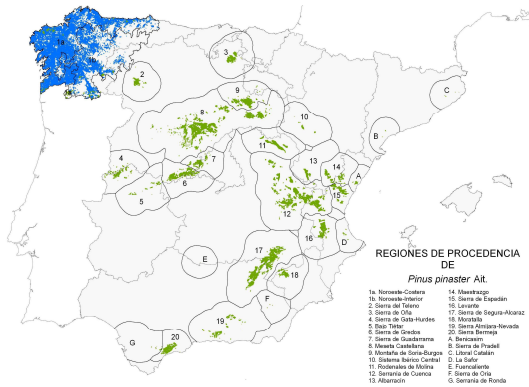 1a
1b
1a
2
3
9
C
8
10
B
11
7
4
6
13
14
A
5
15
12
16
D
E
17
18
F
19
G
20
REGIONES DE PROCEDENCIA
DE
Pinus pinaster Ait.
1a. Noroeste-Costera
1b. Noroeste-Interior
2. Sierra del Teleno
3. Sierra de Oña
4. Sierra de Gata-Hurdes
5. Bajo Tiétar
6. Sierra de Gredos
7. Sierra de Guadarrama
8. Meseta Castellana
9. Montaña de Soria-Burgos
10. Sistema Ibérico Central
11. Rodenales de Molina
12. Serranía de Cuenca
13. Albarracín
14. Maestrazgo
15. Sierra de Espadán
16. Levante
17. Sierra de Segura-Alcaraz
18. Moratalla
19. Sierra Almijara-Nevada
20. Sierra Bermeja
A. Benicasim
B. Sierra de Pradell
C. Litoral Catalán
D. La Safor
E. Fuencaliente
F. Sierra de Oria
G. Serranía de Ronda